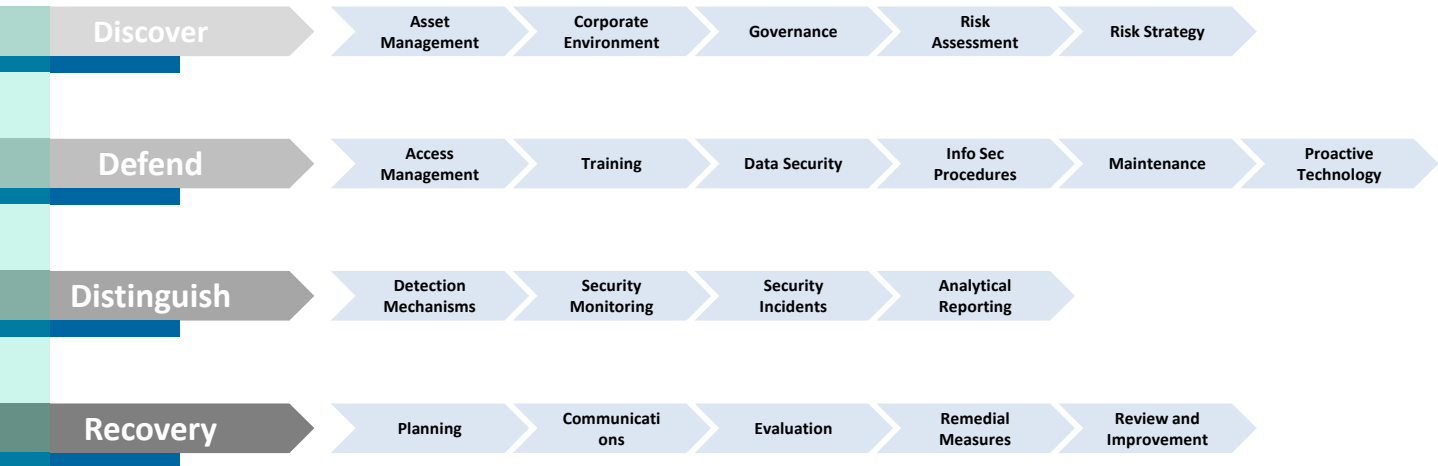 Discover
Asset
Management
Corporate
Environment
Governance
Risk
Assessment
Risk Strategy
Defend
Access
Management
Training
Data Security
Info Sec
Procedures
Maintenance
Proactive
Technology
Distinguish
Detection
Mechanisms
Security
Monitoring
Security
Incidents
Analytical
Reporting
Recovery
Planning
Communicati
ons
Evaluation
Remedial
Measures
Review and
Improvement